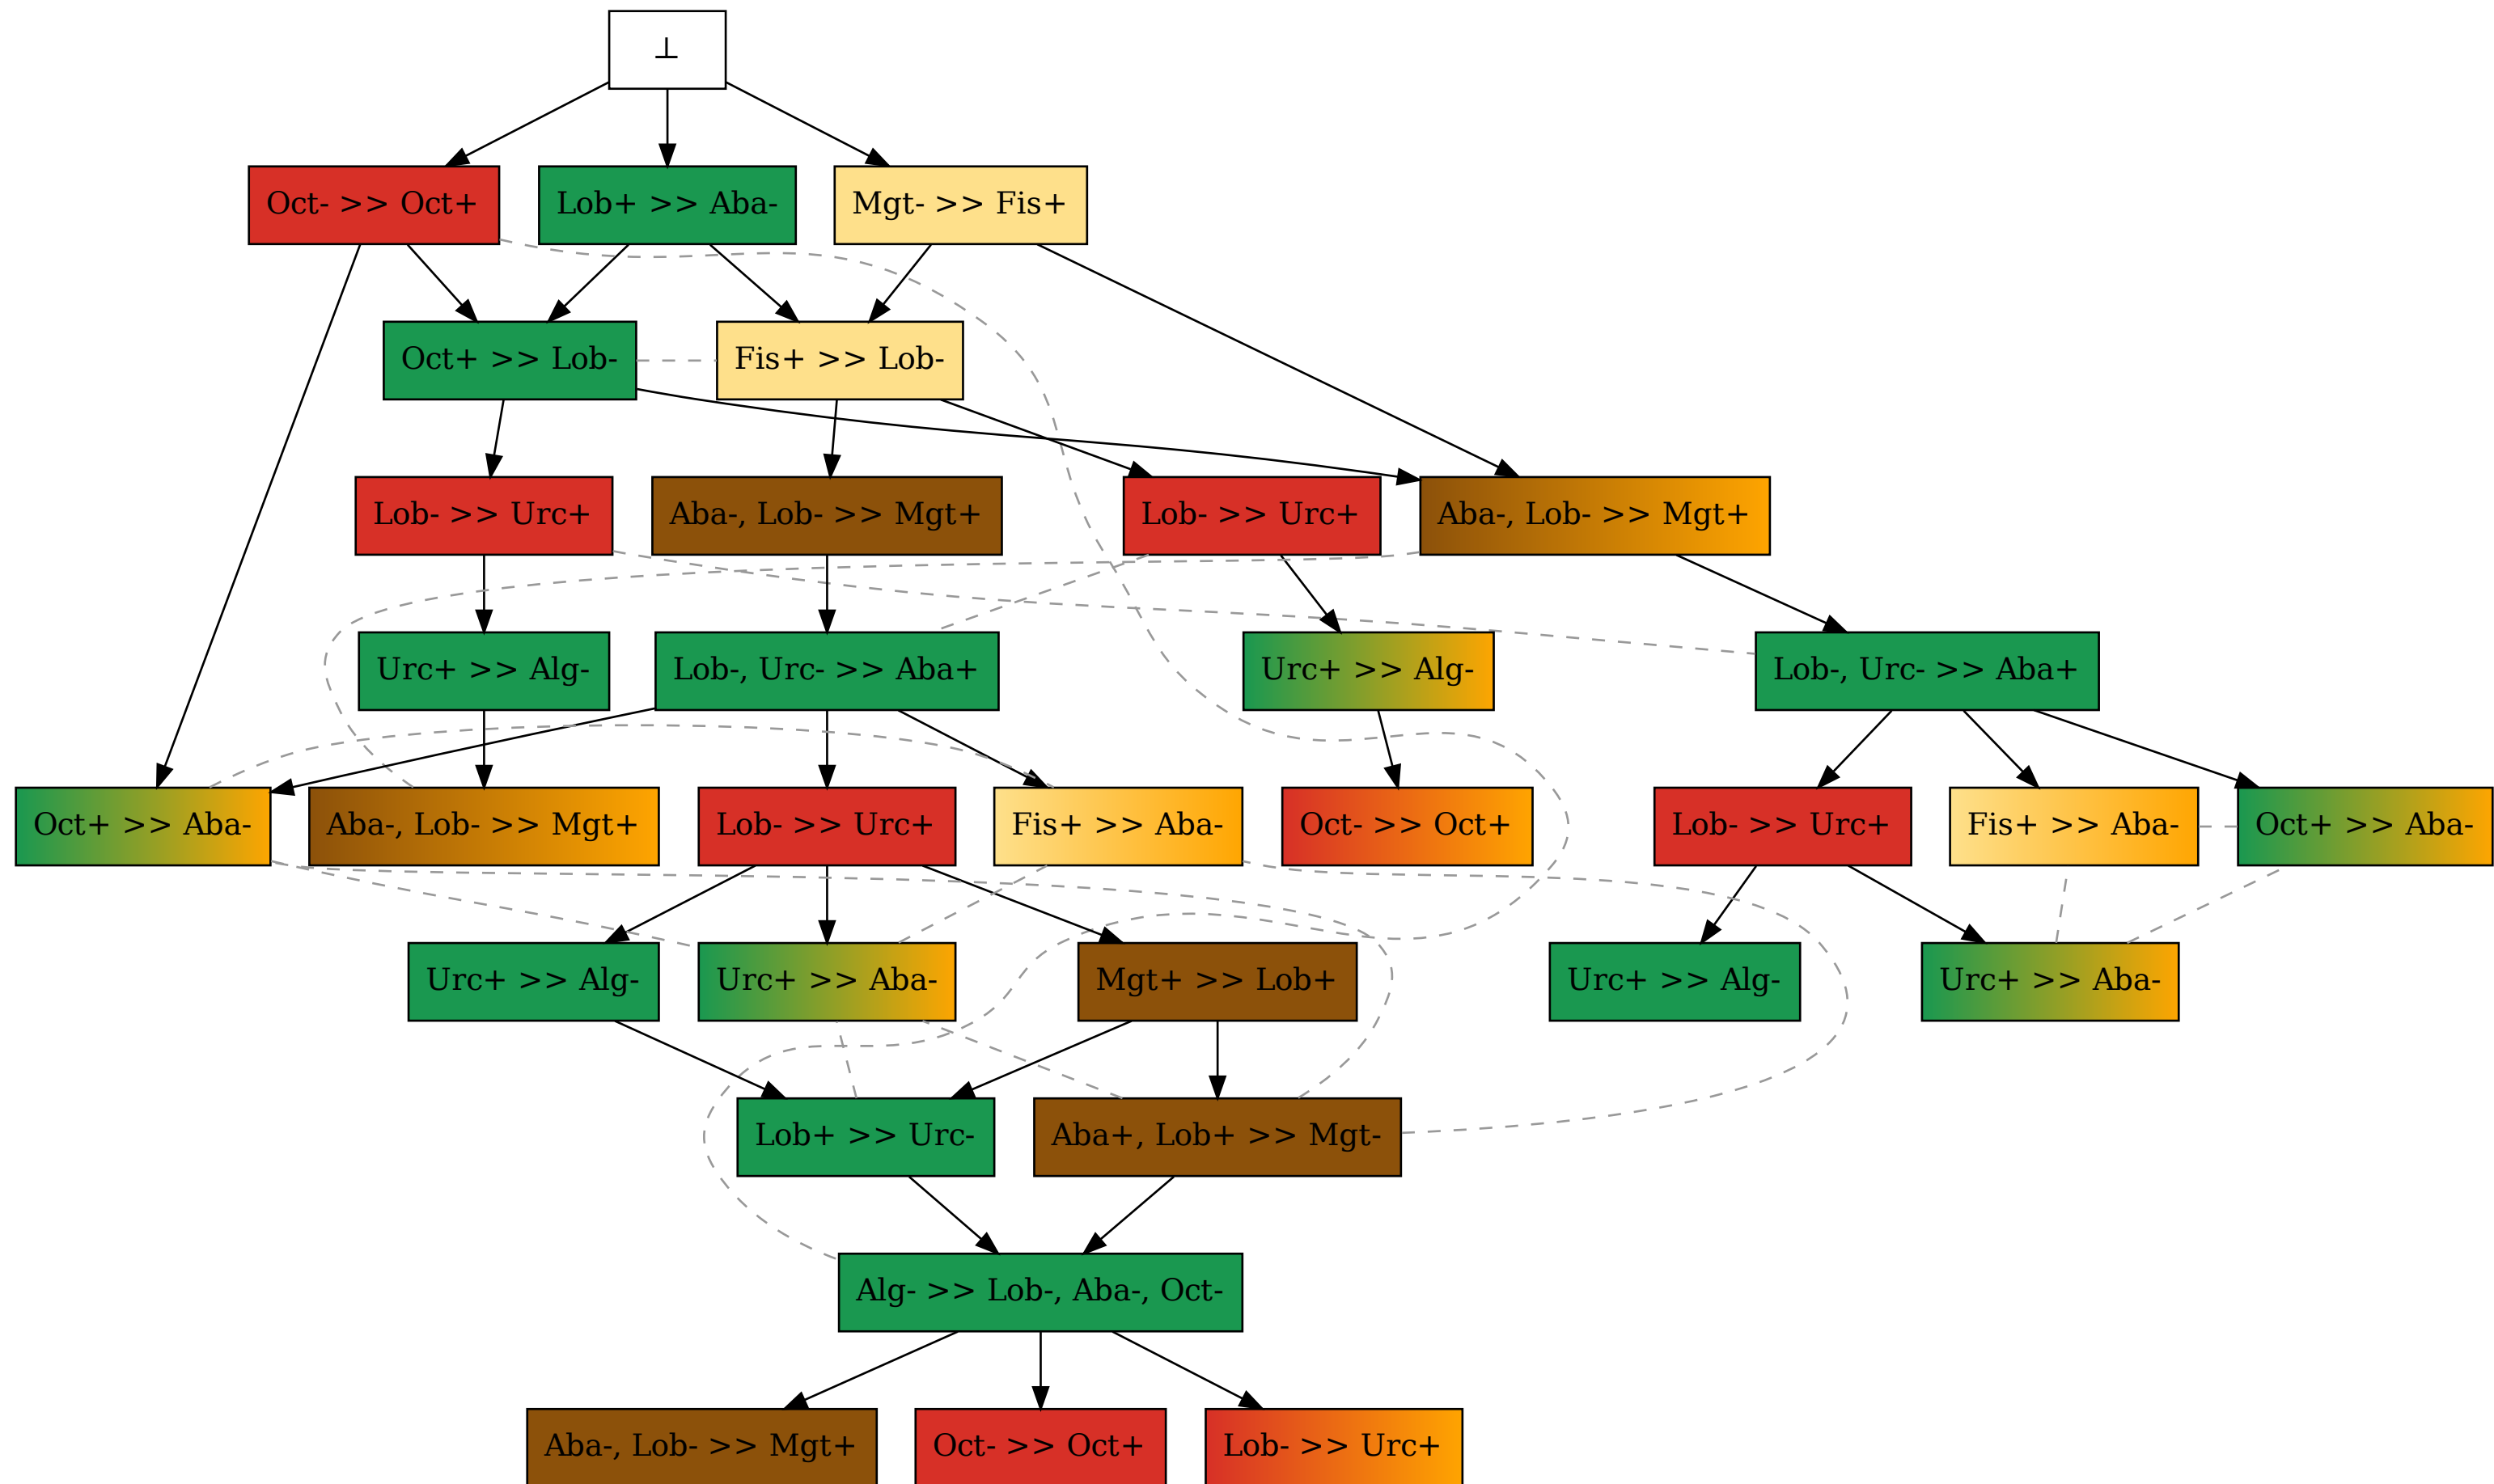 ⊥
Oct- >> Oct+
Lob+ >> Aba-
Mgt- >> Fis+
Oct+ >> Lob-
Fis+ >> Lob-
Lob- >> Urc+
Aba-, Lob- >> Mgt+
Lob- >> Urc+
Aba-, Lob- >> Mgt+
Urc+ >> Alg-
Lob-, Urc- >> Aba+
Urc+ >> Alg-
Lob-, Urc- >> Aba+
Oct+ >> Aba-
Aba-, Lob- >> Mgt+
Lob- >> Urc+
Fis+ >> Aba-
Oct- >> Oct+
Lob- >> Urc+
Fis+ >> Aba-
Oct+ >> Aba-
Urc+ >> Alg-
Urc+ >> Aba-
Mgt+ >> Lob+
Urc+ >> Alg-
Urc+ >> Aba-
Lob+ >> Urc-
Aba+, Lob+ >> Mgt-
Alg- >> Lob-, Aba-, Oct-
Aba-, Lob- >> Mgt+
Oct- >> Oct+
Lob- >> Urc+